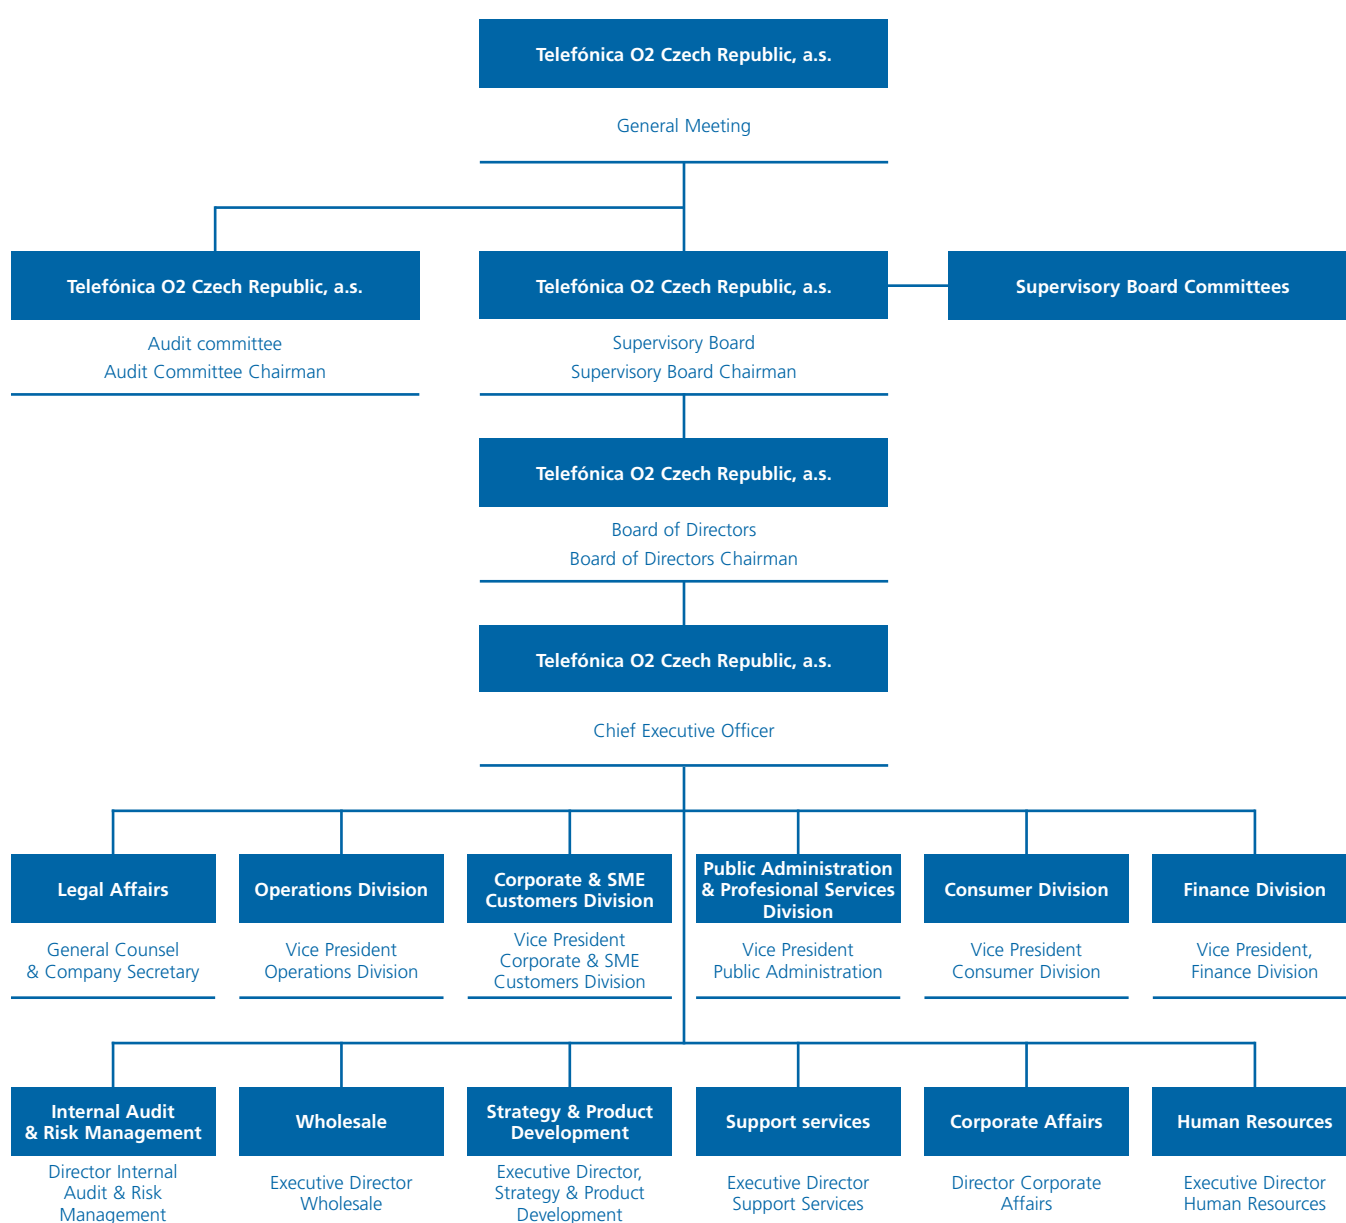 Telefónica O2 Czech Republic, a.s.
General Meeting
Telefónica O2 Czech Republic, a.s.
Audit committee
Audit Committee Chairman
Telefónica O2 Czech Republic, a.s.
Supervisory Board
Supervisory Board Chairman
Supervisory Board Committees
Telefónica O2 Czech Republic, a.s.
Board of Directors
Board of Directors Chairman
Telefónica O2 Czech Republic, a.s.
Chief Executive Officer
Legal Affairs
General Counsel
& Company Secretary
Operations Division
Vice President
Operations Division
Corporate & SME
Customers Division
Vice President
Corporate & SME
Customers Division
Public Administration
& Profesional Services
Division
Vice President
Public Administration
Consumer Division
Vice President
Consumer Division
Finance Division
Vice President,
Finance Division
Internal Audit
& Risk Management
Director Internal
Audit & Risk
Management
Wholesale
Executive Director
Wholesale
Strategy & Product
Development
Executive Director,
Strategy & Product
Development
Support services
Executive Director
Support Services
Corporate Affairs
Director Corporate
Affairs
Human Resources
Executive Director
Human Resources